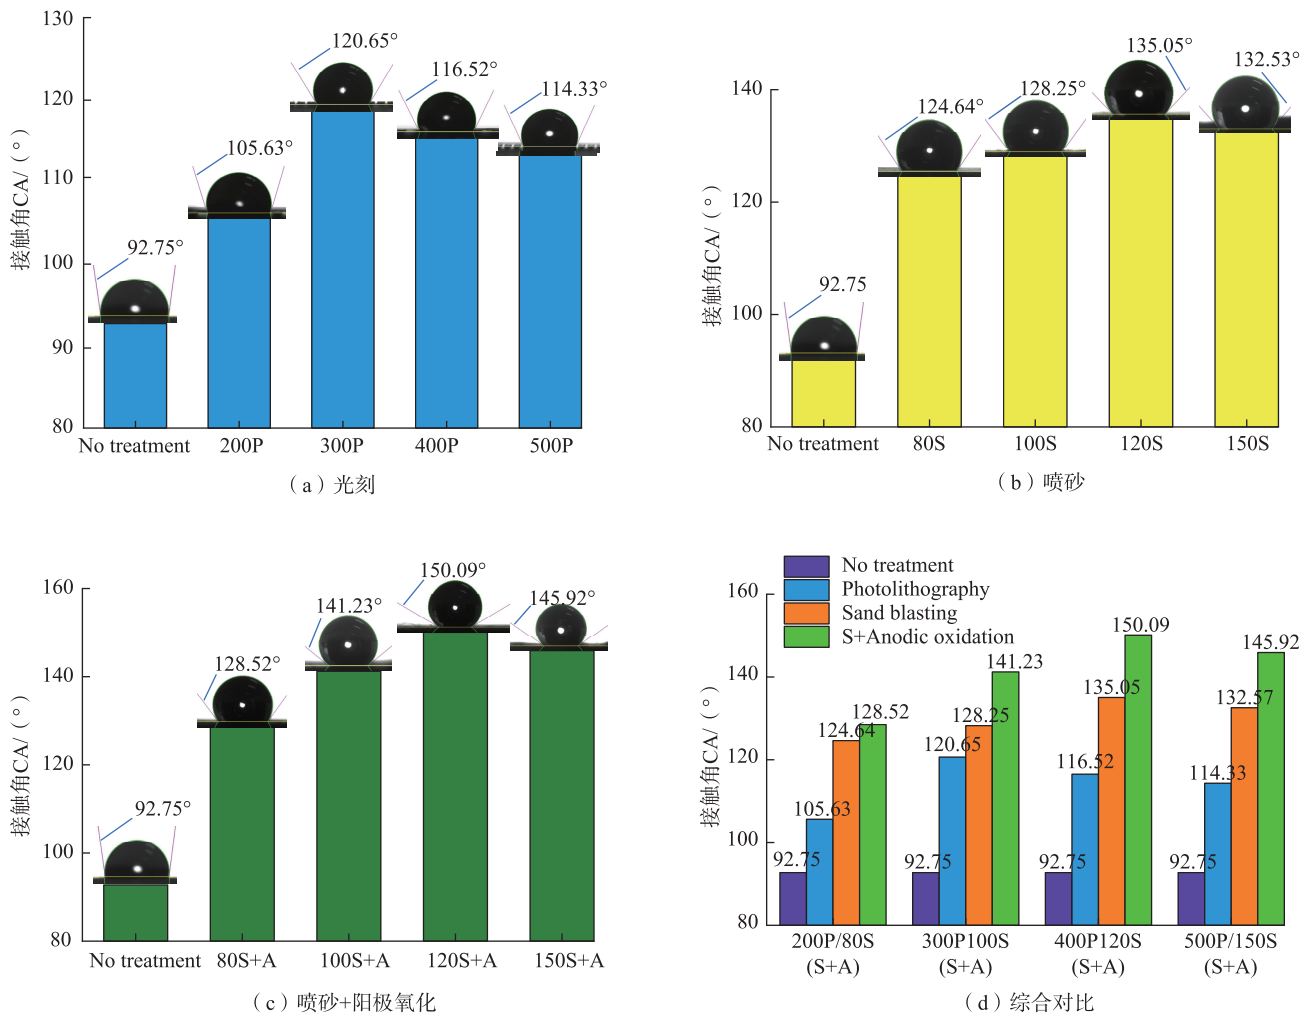 130
120
110
100
90
80
接触角CA/（°）
92.75°
105.63°
120.65°
116.52°
114.33°
No treatment
200P
300P
400P
500P
（a）光刻
140
120
100
80
接触角CA/（°）
92.75
124.64°
128.25°
135.05°
132.53°
No treatment
80S
100S
120S
150S
（b）喷砂
160
140
120
100
80
接触角CA/（°）
92.75°
128.52°
141.23°
150.09°
145.92°
No treatment
80S+A
100S+A
120S+A
150S+A
（c）喷砂+阳极氧化
No treatment
Photolithography
Sand blasting
S+Anodic oxidation
160
140
120
100
80
接触角CA/（°）
92.75
105.63
124.64
128.52
92.75
120.65
128.25
141.23
92.75
116.52
135.05
150.09
92.75
114.33
132.57
145.92
200P/80S
(S+A)
300P100S
(S+A)
400P120S
(S+A)
500P/150S
(S+A)
（d）综合对比